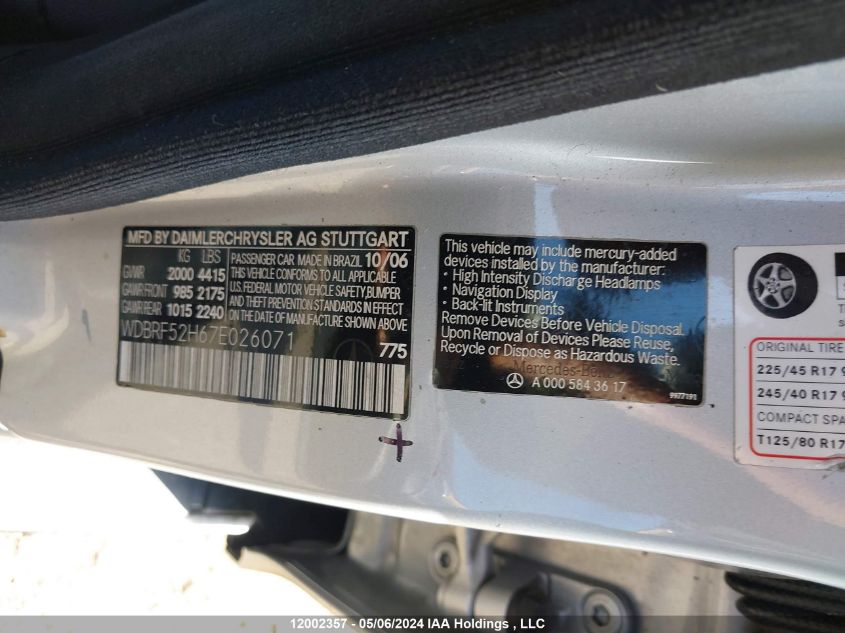 MFD BY DAIMLERCHRYSLER AG STUTTGART
KG LBS PASSENGER CAR MADE IN BRAZIL 10/06
GVWR 2000 4415 THIS VEHICLE CONFORMS TO ALL APPLICABLE
GAWR FRONT 985 2175 U.S. FEDERAL MOTOR VEHICLE SAFETY, BUMPER
GAWR REAR 1015 2240 AND THEFT PREVENTION STANDARDS IN EFFECT
ON THE DATE OF MANUFACTURE SHOWN ABOVE
WDBRF52H67E026071
775
This vehicle may include mercury-added
devices installed by the manufacturer:
• High Intensity Discharge Headlamps
• Navigation Display
• Back-lit Instruments
Remove Devices Before Vehicle Disposal.
Upon Removal of Devices Please Reuse,
Recycle or Dispose as Hazardous Waste.
Mercedes-Benz
A 000 584 36 17
9977191
ORIGINAL TIRE
225/45 R17 9
245/40 R17 9
COMPACT SPA
T125/80 R17
12002357 - 05/06/2024 IAA Holdings , LLC